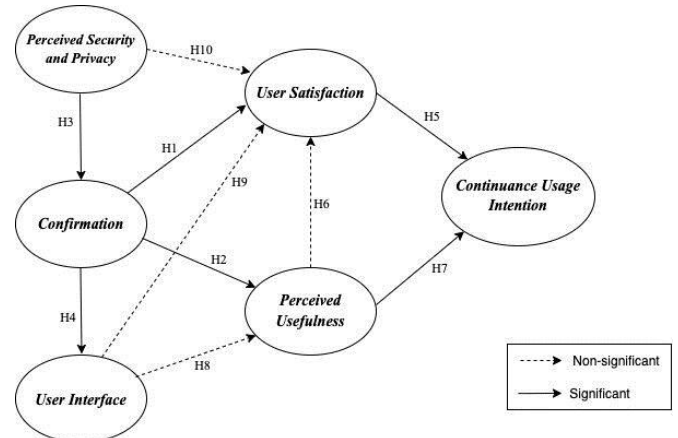 Perceived Security
and Privacy
H10
User Satisfaction
H3
H1
H5
H9
Continuance Usage
Intention
Confirmation
H6
H2
H7
Perceived
Usefulness
H4
H8
User Interface
Non-significant
Significant